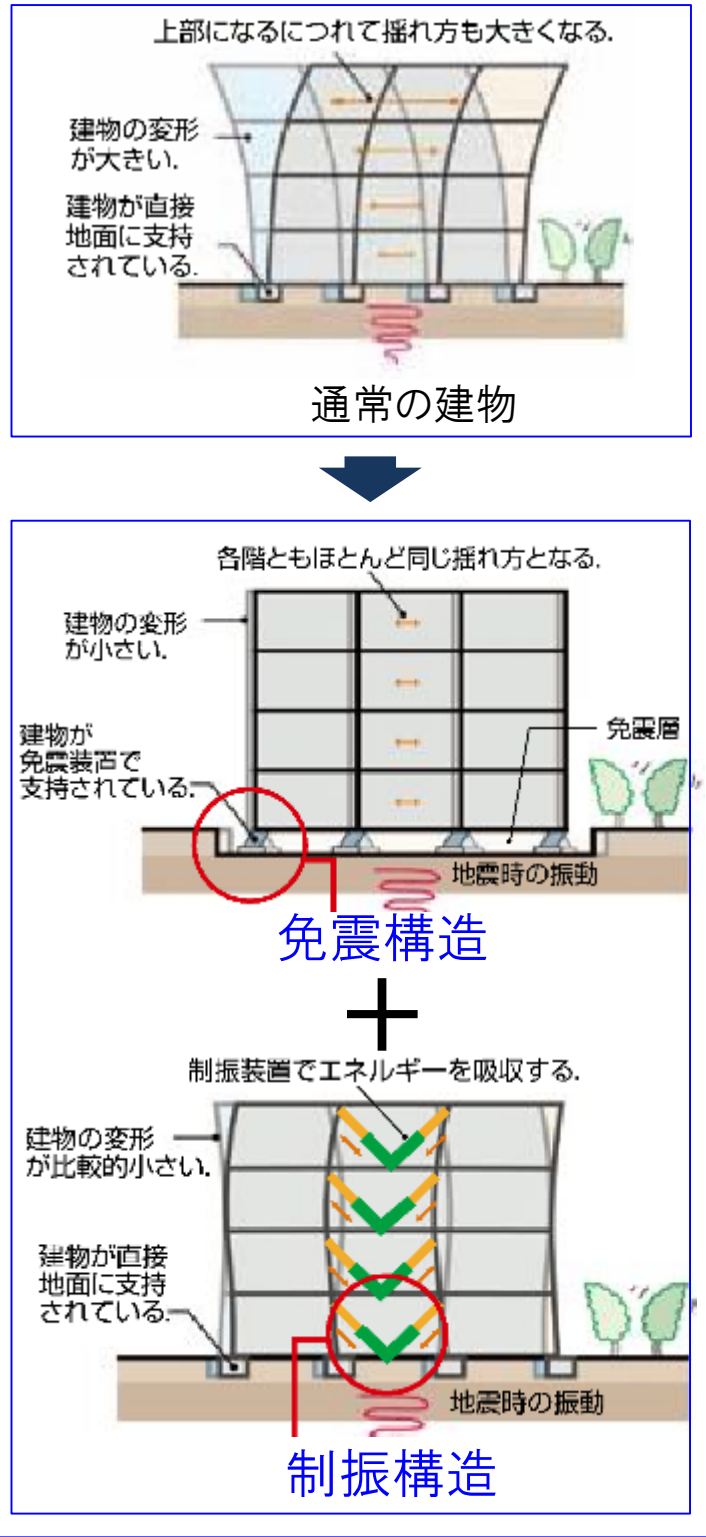 上部になるにつれて揺れ方も大きくなる.
建物の変形
が大きい.
建物が直接
地面に支持
されている.
通常の建物
各階ともほとんど同じ揺れ方となる.
建物の変形
が小さい.
建物が
免震装置で
支持されている.
免震層
地震時の振動
免震構造
+
制振装置でエネルギーを吸収する.
建物の変形
が比較的小さい.
建物が直接
地面に支持
されている.
地震時の振動
制振構造